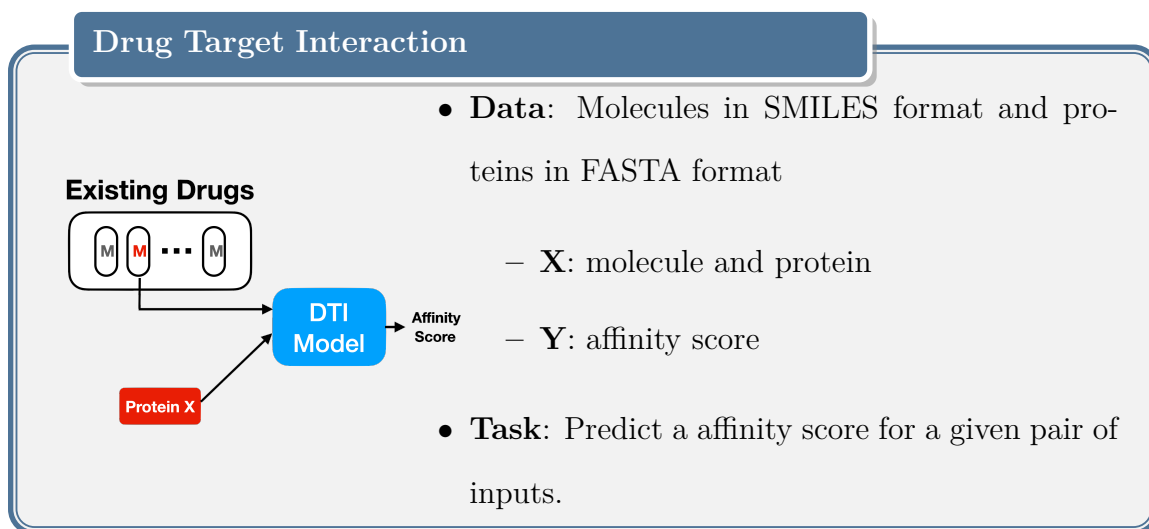 Drug Target Interaction
Existing Drugs
M M ··· M
DTI
Model
Affinity
Score
Protein X
• Data: Molecules in SMILES format and pro-
teins in FASTA format
– X: molecule and protein
– Y: affinity score
• Task: Predict a affinity score for a given pair of
inputs.